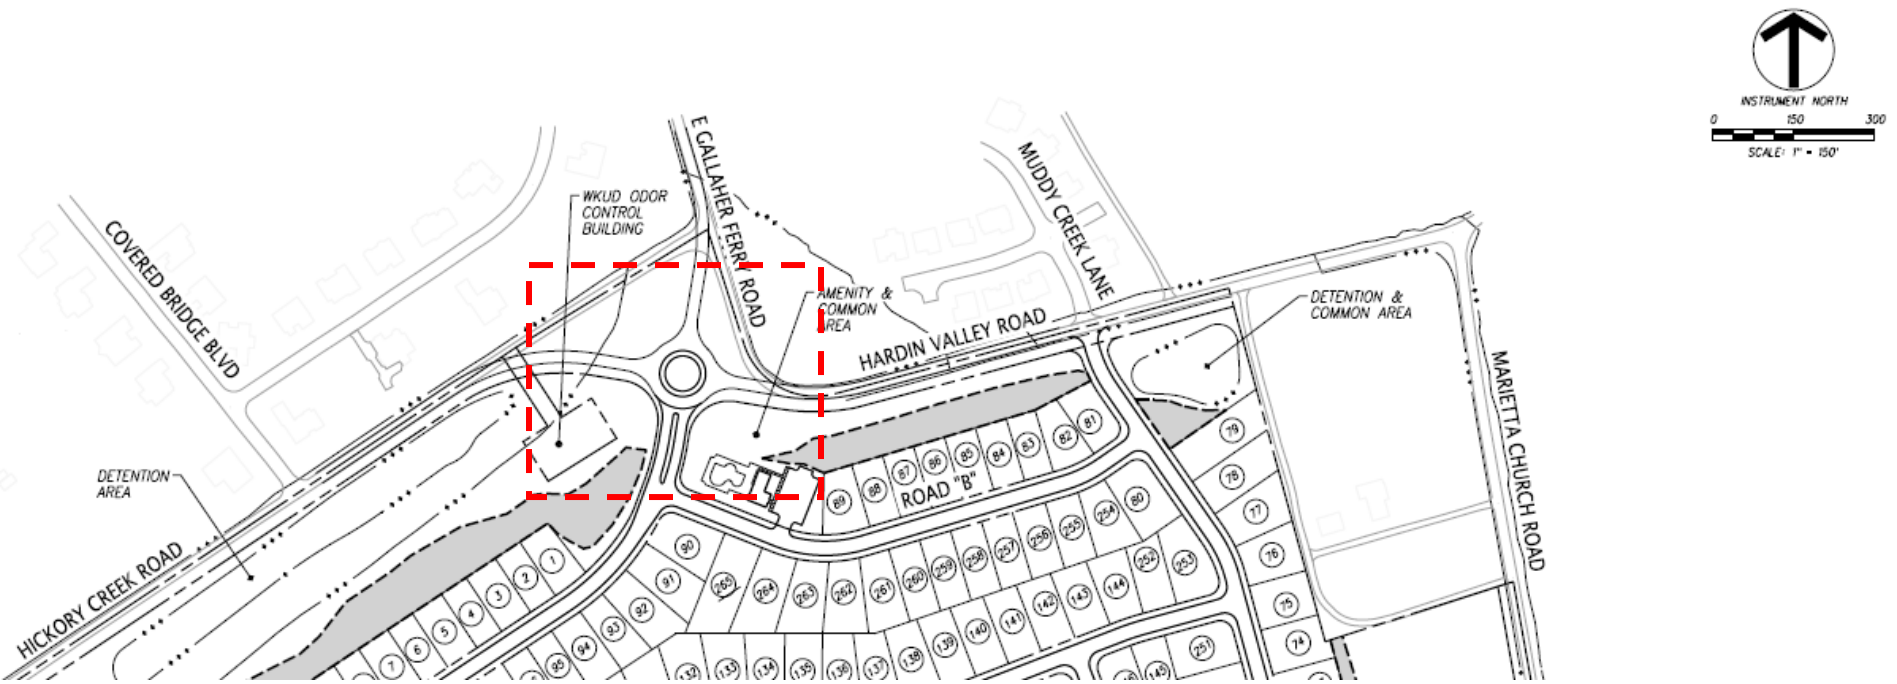 INSTRUMENT NORTH
0 150 300
SCALE: 1" = 150'
E GALLAHER FERRY ROAD
MUDDY CREEK LANE
WKUD ODOR
CONTROL
BUILDING
COVERED BRIDGE BLVD
AMENITY &
COMMON
AREA
DETENTION &
COMMON AREA
HARDIN VALLEY ROAD
MARIETTA CHURCH ROAD
DETENTION
AREA
HICKORY CREEK ROAD
ROAD "B"
89 88 87 86 85 84 83 82 81
79
78
77
76
75
74
80
1
2
3
4
5
6
7
90
91
92
93
94
95
265 264 263 262 261 260 259 258 257 256 255 254
253
252
144
143
142
141
140
139
138
137
136
135
134
133
132
251
145